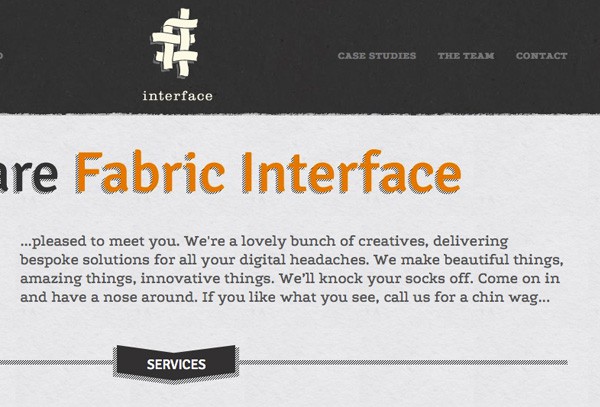 CASE STUDIES THE TEAM CONTACT
interface
are Fabric Interface
...pleased to meet you. We're a lovely bunch of creatives, delivering
bespoke solutions for all your digital headaches. We make beautiful things,
amazing things, innovative things. We'll knock your socks off. Come on in
and have a nose around. If you like what you see, call us for a chin wag...
SERVICES